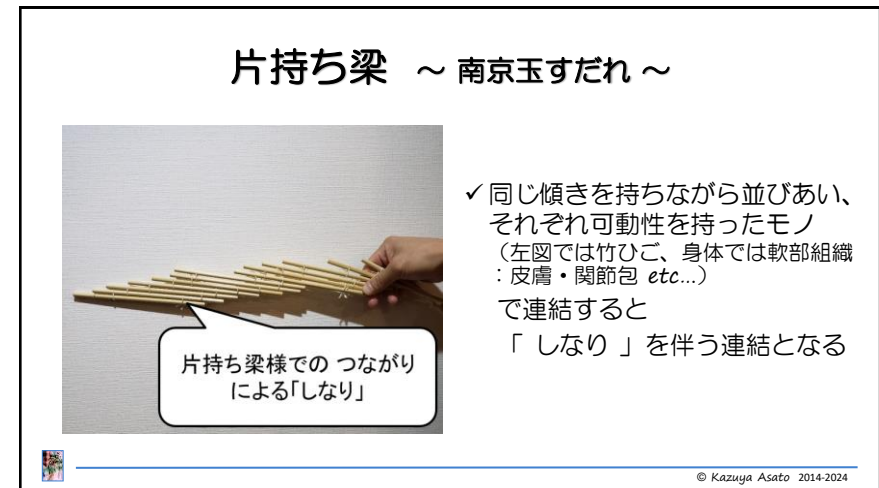 片持ち梁 ～ 南京玉すだれ ～
✓ 同じ傾きを持ちながら並びあい、
それぞれ可動性を持ったモノ
（左図では竹ひご、身体では軟部組織
：皮膚・関節包 etc…）
で連結すると
「 しなり 」を伴う連結となる
片持ち梁様での つながり
による「しなり」
© Kazuya Asato 2014-2024